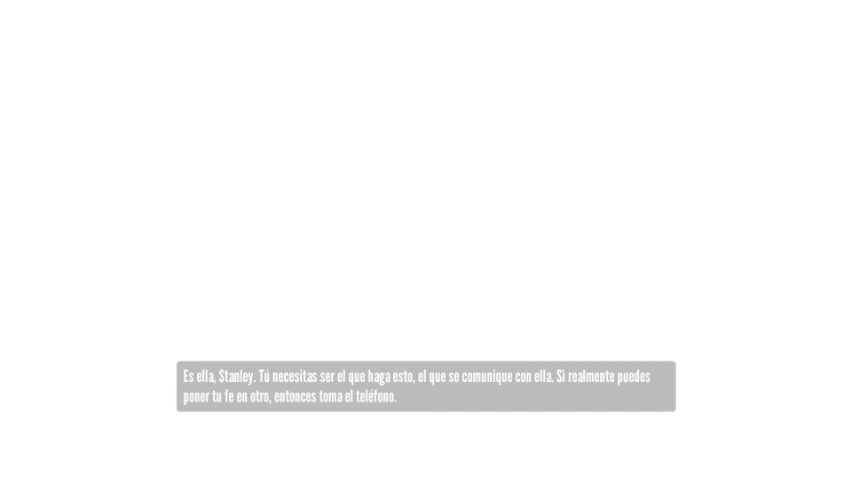 Es ella, Stanley. Tú necesitas ser el que haga esto, el que se comunique con ella. Si realmente puedes
poner tu fe en otro, entonces toma el teléfono.